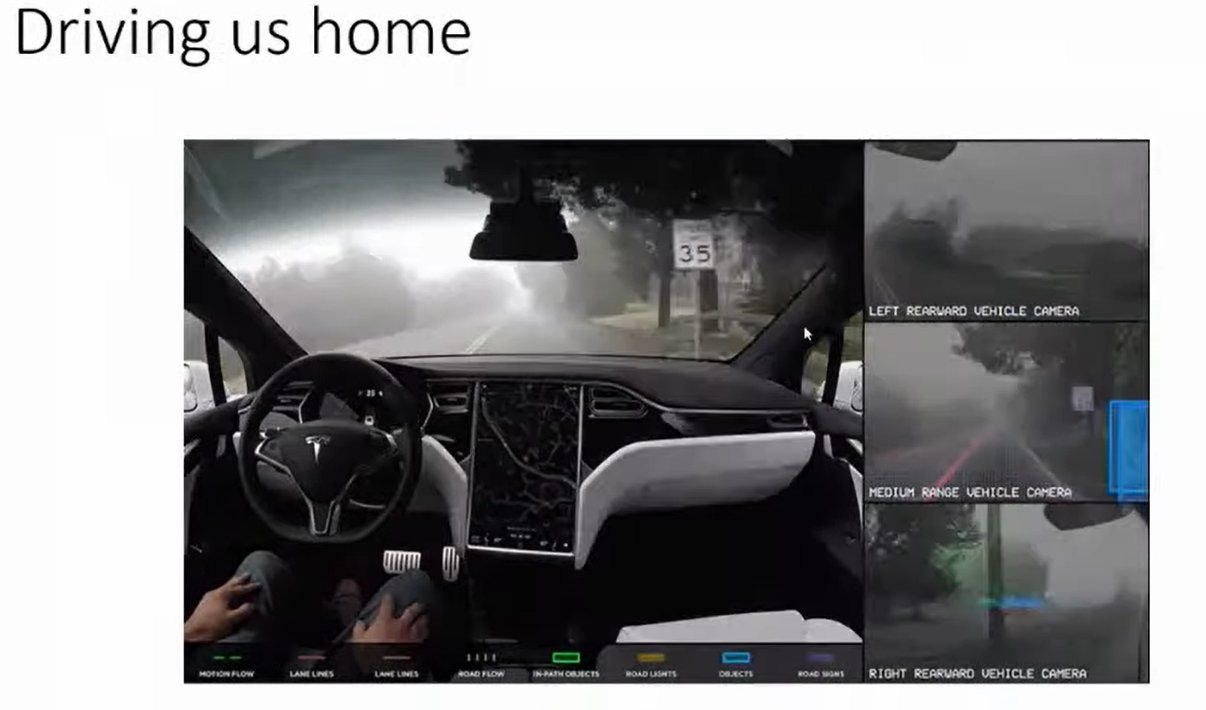 Driving us home
35
LEFT REARWARD VEHICLE CAMERA
MEDIUM RANGE VEHICLE CAMERA
RIGHT REARWARD VEHICLE CAMERA
MOTION FLOW
LANE LINES
LANE LINES
ROAD FLOW
IN-PATH OBJECTS
ROAD LIGHTS
OBJECTS
ROAD SIGNS